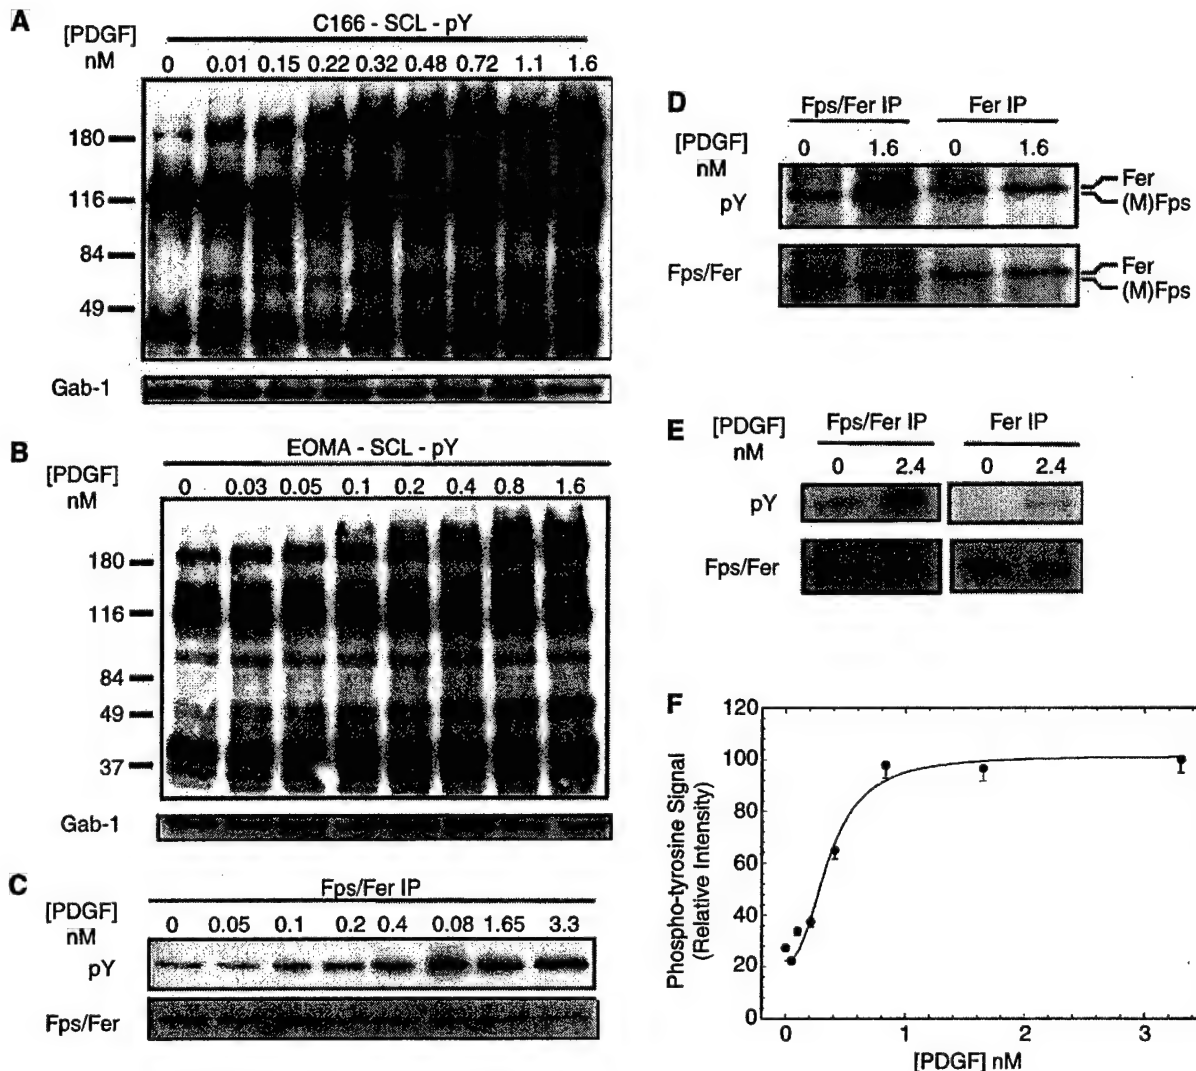 A
C166 - SCL - pY
[PDGF]
nM
0 0.01 0.15 0.22 0.32 0.48 0.72 1.1 1.6
180
116
84
49
Gab-1
B
EOMA - SCL - pY
[PDGF]
nM
0 0.03 0.05 0.1 0.2 0.4 0.8 1.6
180
116
84
49
37
Gab-1
C
Fps/Fer IP
[PDGF]
nM
0 0.05 0.1 0.2 0.4 0.08 1.65 3.3
pY
Fps/Fer
D
Fps/Fer IP Fer IP
[PDGF]
nM
0 1.6 0 1.6
pY
Fer
(M)Fps
Fps/Fer
Fer
(M)Fps
E
[PDGF]
nM
Fps/Fer IP Fer IP
0 2.4 0 2.4
pY
Fps/Fer
F
Phospho-tyrosine Signal
(Relative Intensity)
120
100
80
60
40
20
0
0 1 2 3
[PDGF] nM